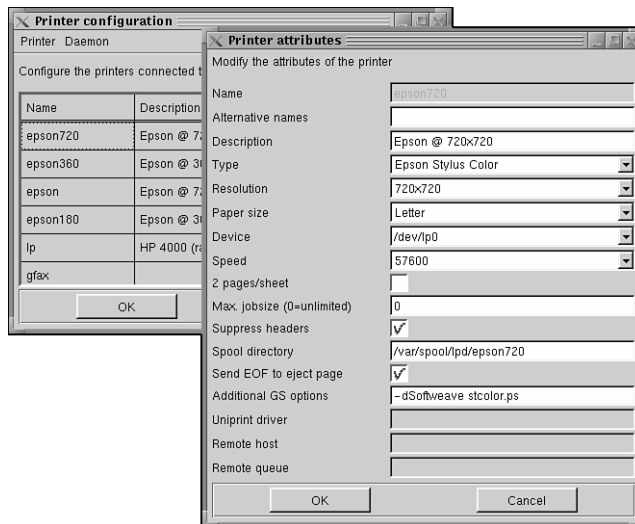 Printer configuration
Printer Daemon
Configure the printers connected t
Name Description
epson720 Epson @ 7
epson360 Epson @ 3
epson Epson @ 7
epson180 Epson @ 3
lp HP 4000 (ra
gfax
OK
Printer attributes
Modify the attributes of the printer
Name epson720
Alternative names
Description Epson @ 720x720
Type Epson Stylus Color
Resolution 720x720
Paper size Letter
Device /dev/lp0
Speed 57600
2 pages/sheet
Max. jobsize (0=unlimited) 0
Suppress headers
Spool directory /var/spool/lpd/epson720
Send EOF to eject page
Additional GS options -dSoftweave stcolor.ps
Uniprint driver
Remote host
Remote queue
OK Cancel